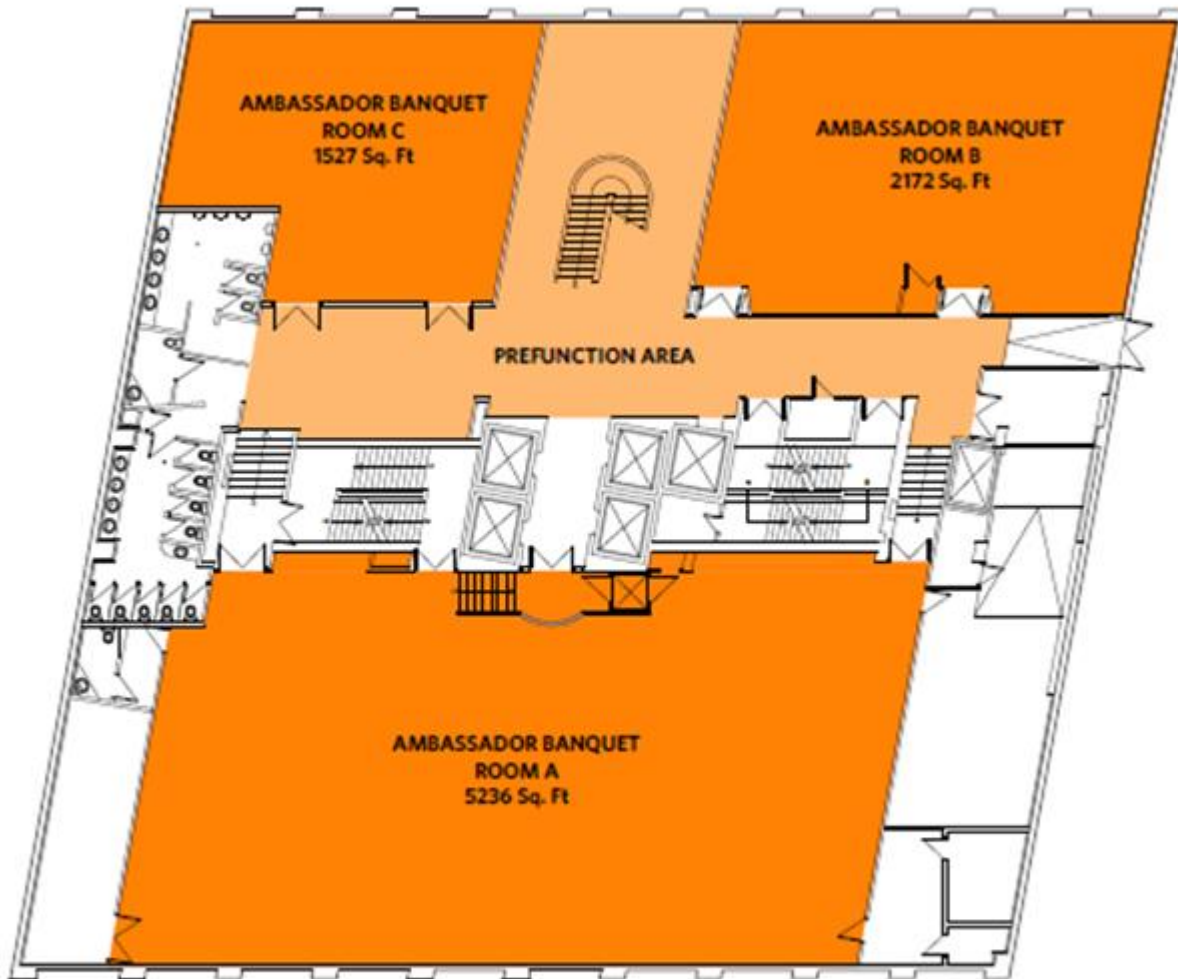 AMBASSADOR BANQUET
ROOM C
1527 Sq. Ft
AMBASSADOR BANQUET
ROOM B
2172 Sq. Ft
PREFUNCTION AREA
AMBASSADOR BANQUET
ROOM A
5236 Sq. Ft